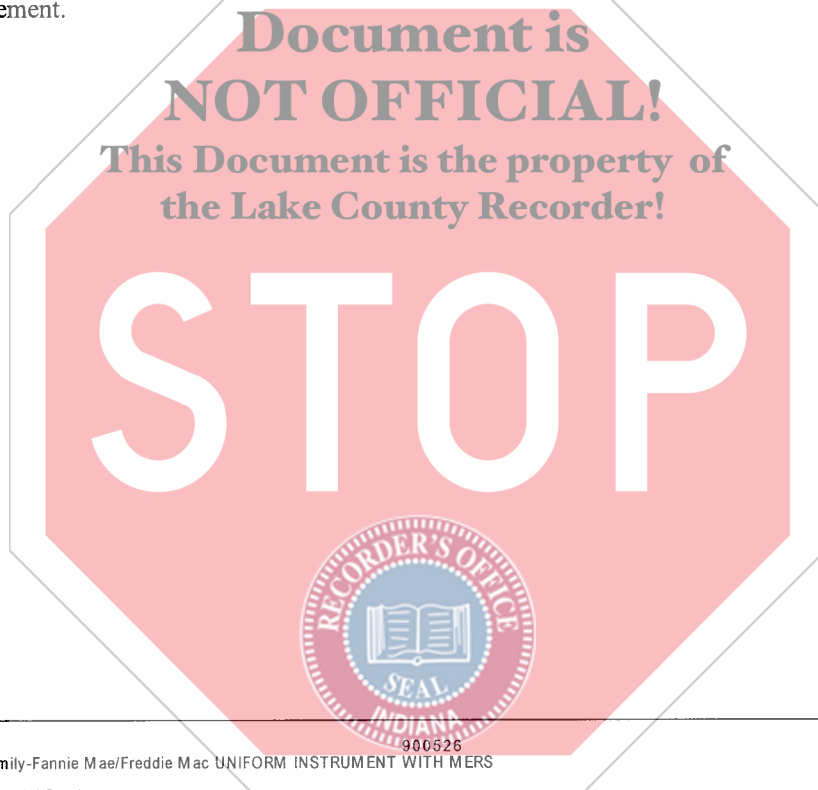 ement.
Document is
NOT OFFICIAL!
This Document is the property of
the Lake County Recorder!
STOP
RECORDER'S OFFICE
SEAL
INDIANA
900526
mily-Fannie Mae/Freddie Mac UNIFORM INSTRUMENT WITH MERS